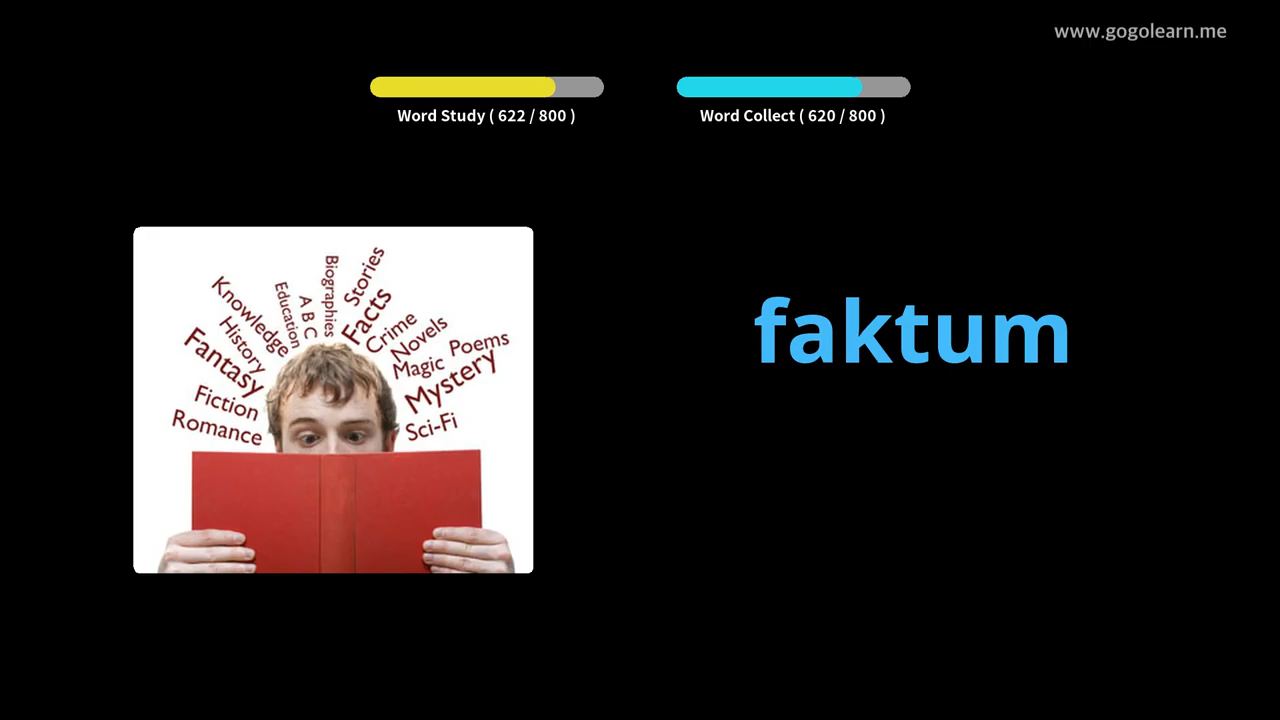 www.gogolearn.me
Word Study ( 622 / 800 )
Word Collect ( 620 / 800 )
faktum
Biographies
Stories
Education
A B C
Facts
Knowledge
History
Crime
Novels
Poems
Fantasy
Magic
Mystery
Fiction
Romance
Sci-Fi